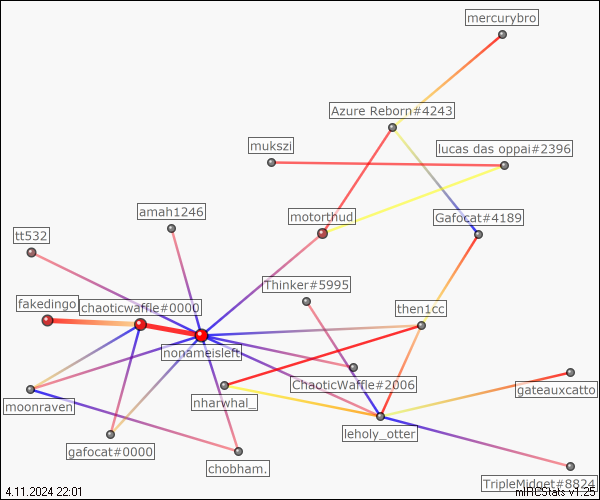 mercurybro
Azure Reborn#4243
mukszi
lucas das oppai#2396
amah1246
motorthud
Gafocat#4189
tt532
Thinker#5995
fakedingo
chaoticwaffle#0000
then1cc
nonameisleft
ChaoticWaffle#2006
gateauxcatto
moonraven
nharwhal_
leholy_otter
gafocat#0000
chobham.
TripleMidget#8824
4.11.2024 22:01
mIRCStats v1.25